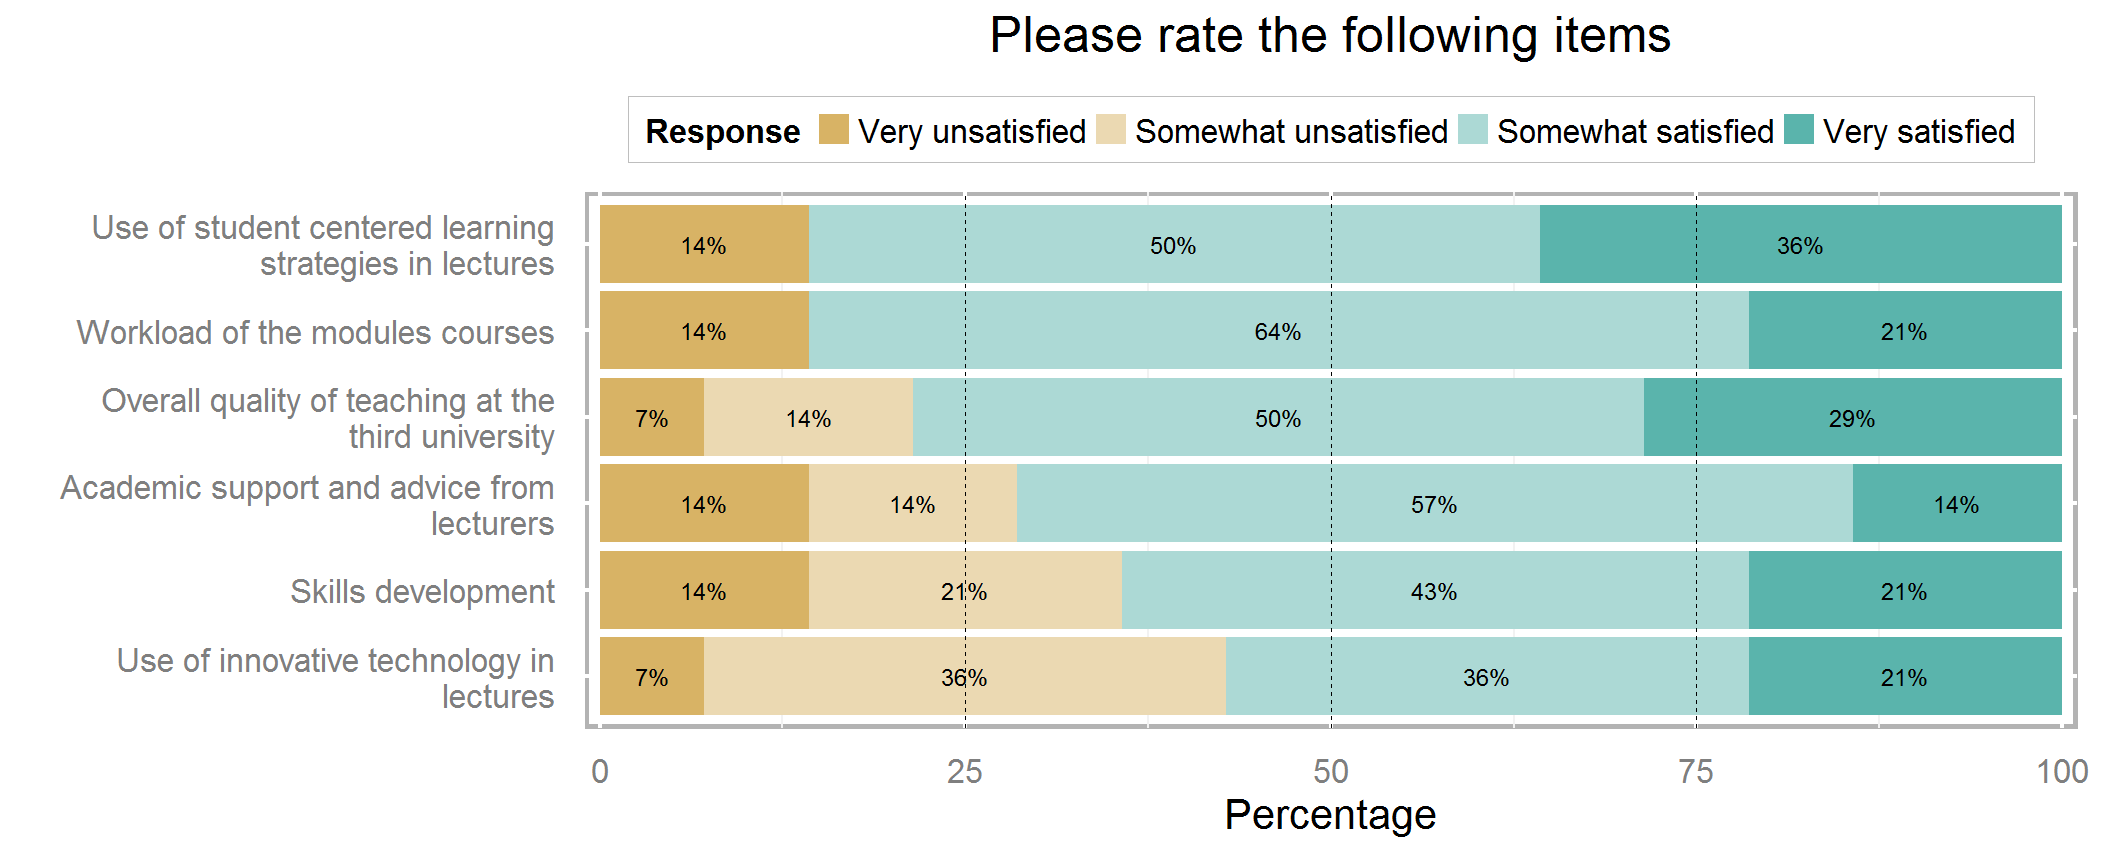 Please rate the following items
Response Very unsatisfied Somewhat unsatisfied Somewhat satisfied Very satisfied
Use of student centered learning
strategies in lectures
14% 50% 36%
Workload of the modules courses
14% 64% 21%
Overall quality of teaching at the
third university
7% 14% 50% 29%
Academic support and advice from
lecturers
14% 14% 57% 14%
Skills development
14% 21% 43% 21%
Use of innovative technology in
lectures
7% 36% 36% 21%
0 25 50 75 100
Percentage